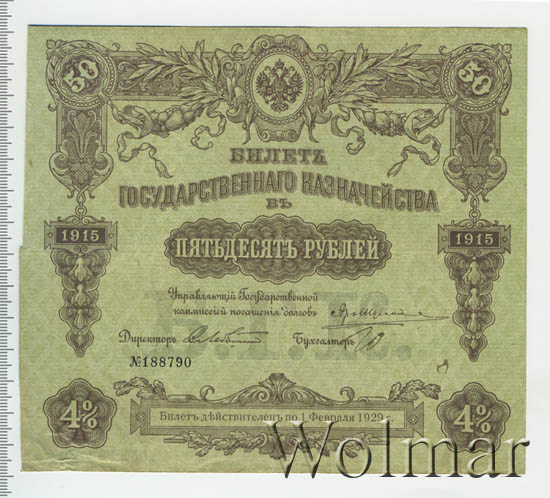 50 50
БИЛЕТЪ
ГОСУДАРСТВЕННАГО КАЗНАЧЕЙСТВА
ВЪ
1915 1915
ПЯТЬДЕСЯТЪ РУБЛЕЙ
Управляющій Государственной
коммиссіей погашенія долговъ
Директоръ Бухгалтеръ
№188790
4% 4%
Билетъ дѣйствителенъ по 1 Февраля 1929 г.
Wolmar